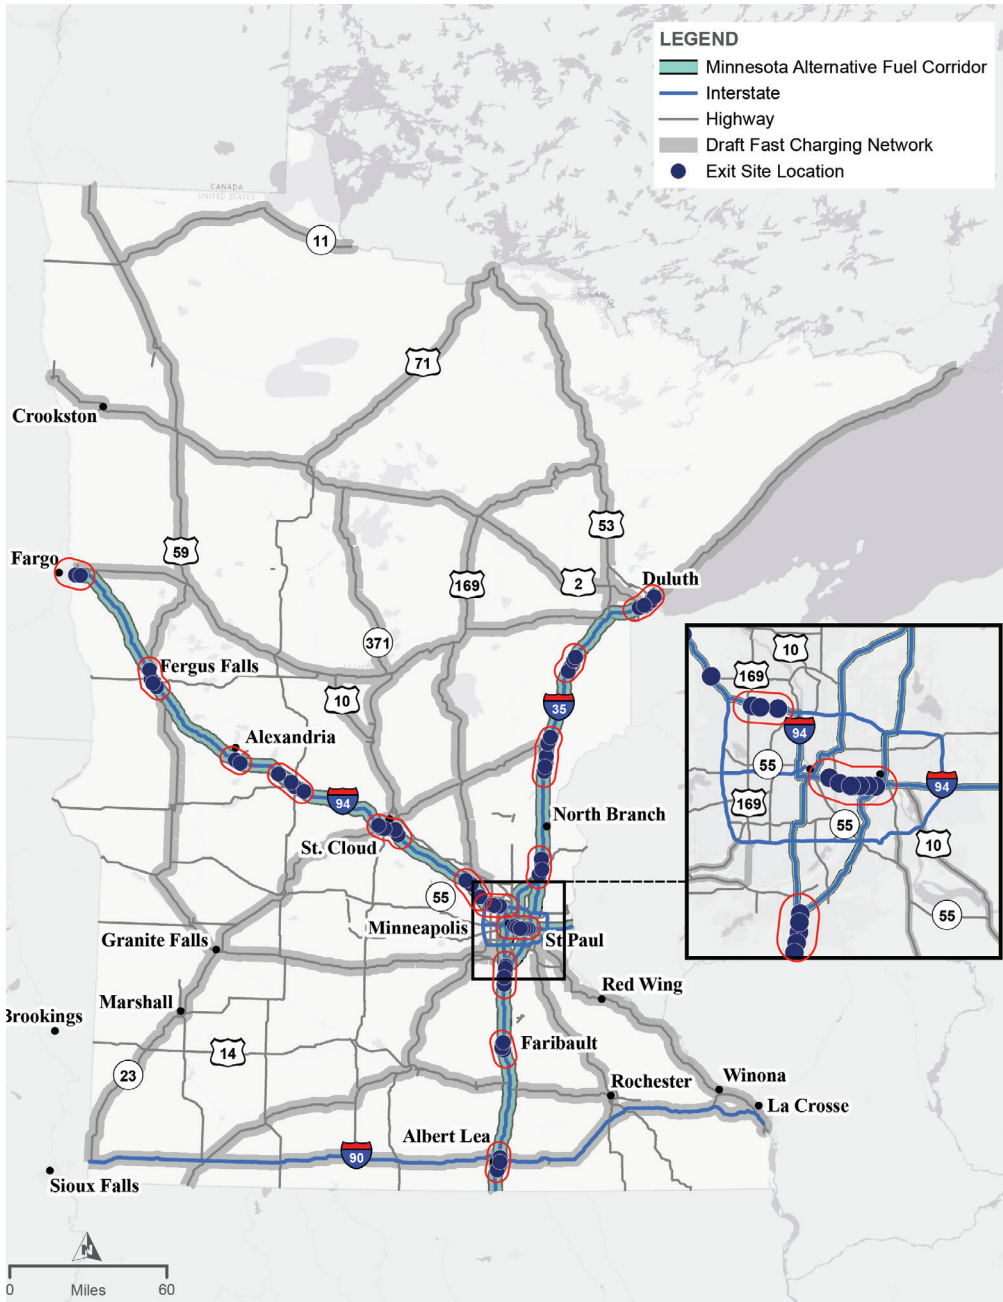 LEGEND
Minnesota Alternative Fuel Corridor
Interstate
Highway
Draft Fast Charging Network
Exit Site Location
CANADA
UNITED STATES
11
71
Crookston
53
59
Fargo
169
2
Duluth
371
Fergus Falls
10
35
Alexandria
94
North Branch
St. Cloud
55
Minneapolis
St Paul
Granite Falls
Red Wing
Marshall
Brookings
Faribault
14
23
Rochester
Winona
La Crosse
Albert Lea
90
Sioux Falls
10
169
94
55
94
169
55
10
55
N
0
60
Miles